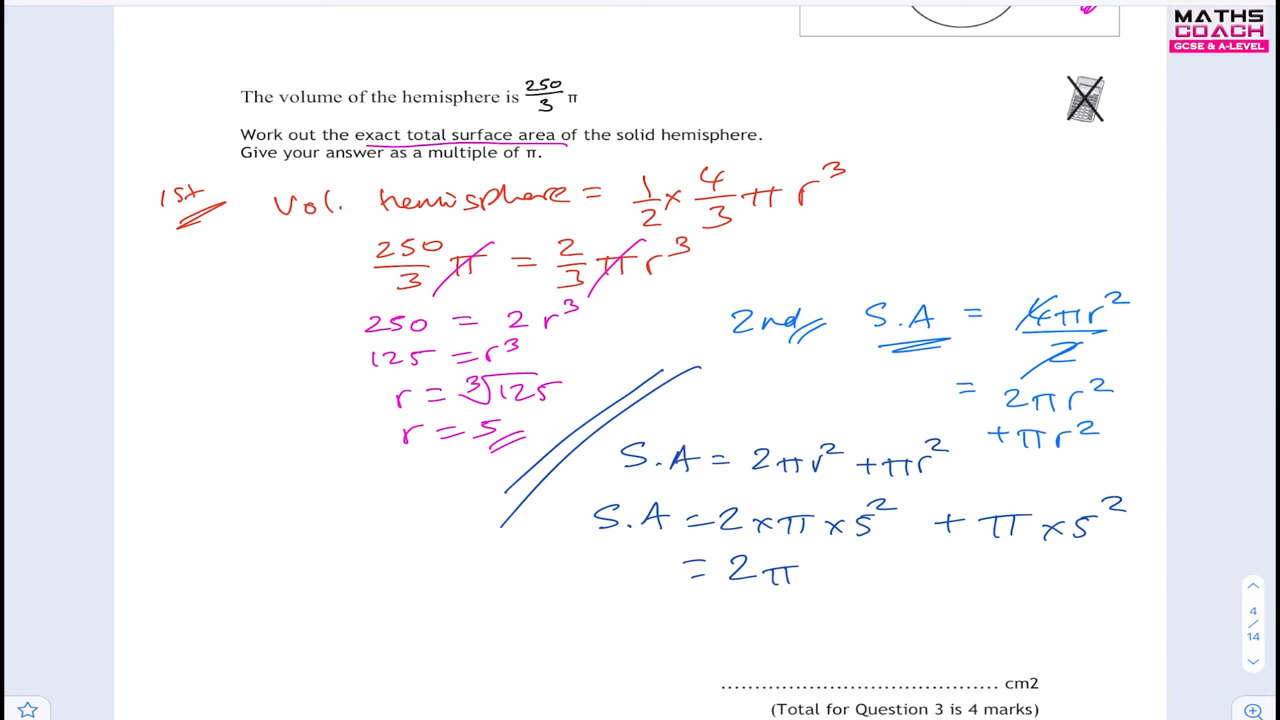 MATHS
COACH
GCSE & A-LEVEL
The volume of the hemisphere is 250/3 π
Work out the exact total surface area of the solid hemisphere.
Give your answer as a multiple of π.
1st Vol. hemisphere = 1/2 × 4/3 π r³
250/3 π = 2/3 π r³
250 = 2 r³
125 = r³
r = ³√125
r = 5
2nd S.A = 4πr²/2
= 2πr²
+ πr²
S.A = 2πr² + πr²
S.A = 2 × π × 5² + π × 5²
= 2π
4
/
14
........................................ cm2
(Total for Question 3 is 4 marks)